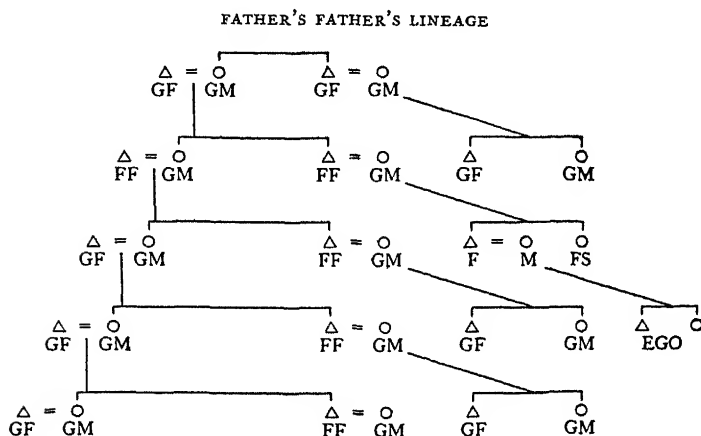 FATHER'S FATHER'S LINEAGE
= =
GF GM GF GM
= =
FF GM FF GM GF GM
= = =
GF GM FF GM F M FS
= =
GF GM FF GM GF GM EGO
= =
GF GM FF GM GF GM